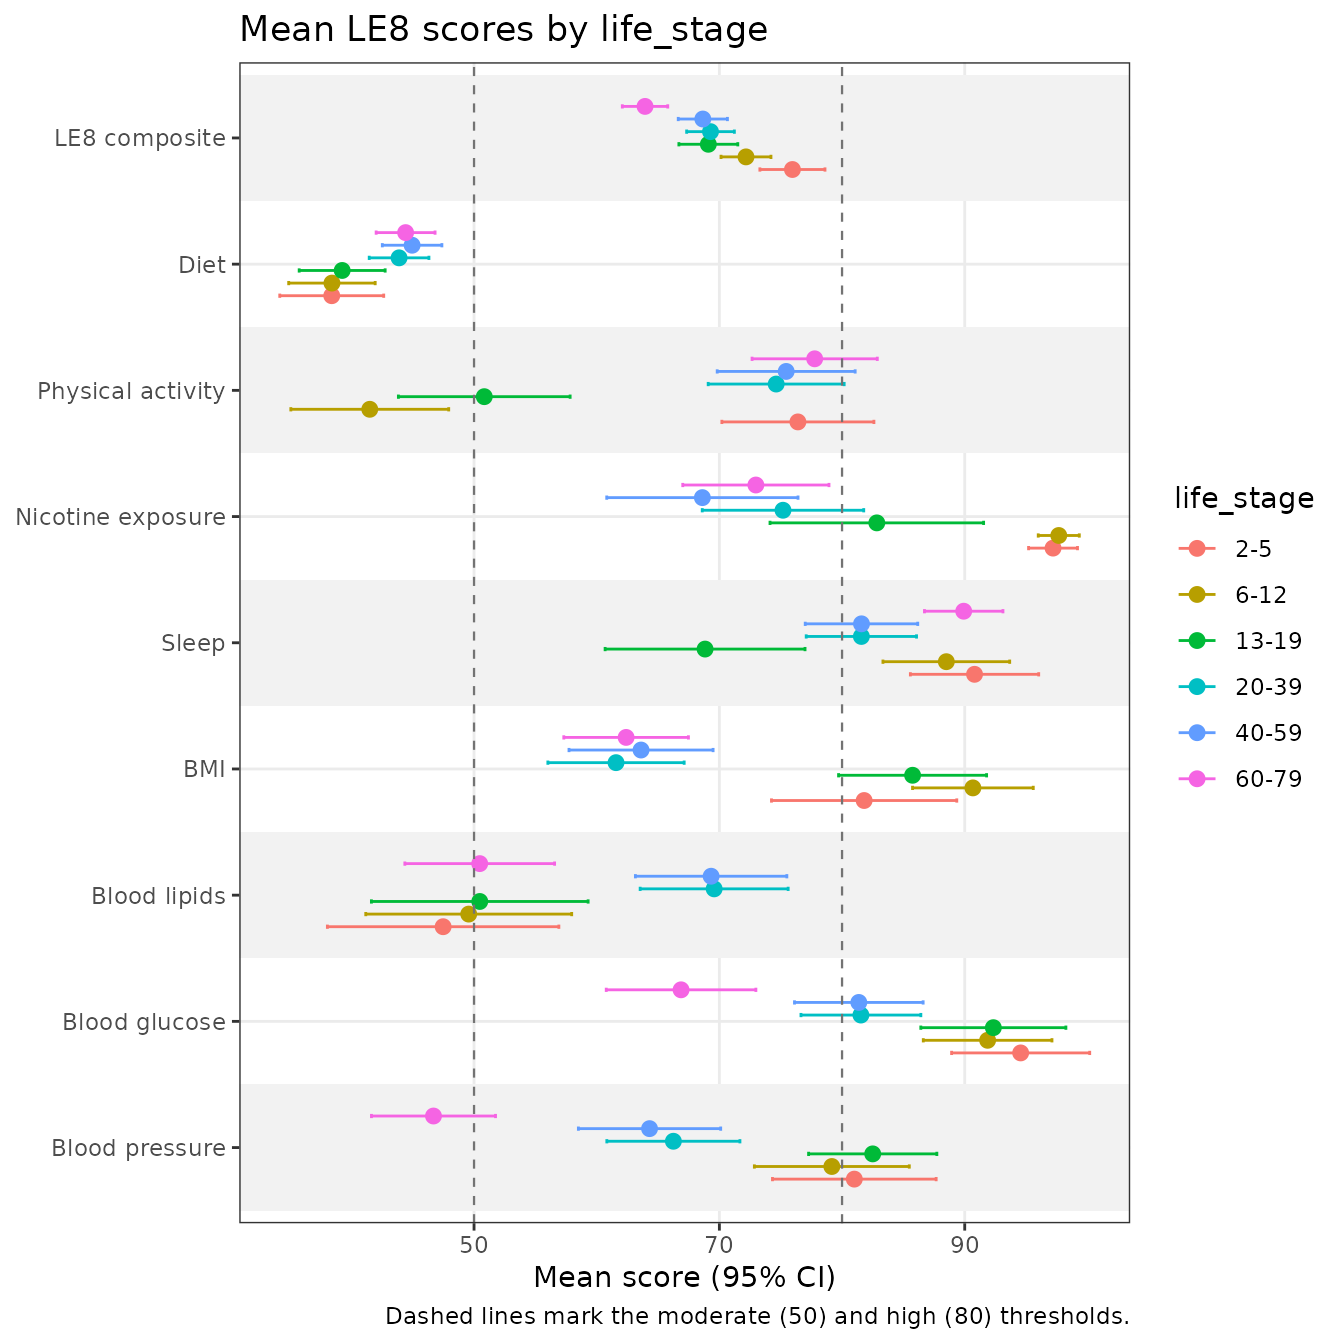 Mean LE8 scores by life_stage
LE8 composite
Diet
Physical activity
Nicotine exposure
Sleep
BMI
Blood lipids
Blood glucose
Blood pressure
50
70
90
Mean score (95% CI)
Dashed lines mark the moderate (50) and high (80) thresholds.
life_stage
2-5
6-12
13-19
20-39
40-59
60-79